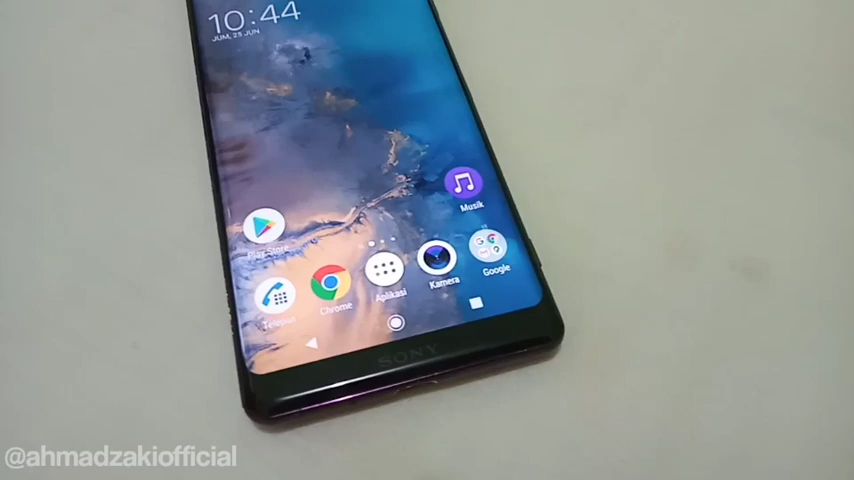 10:44
JUM, 25 JUN
Musik
Play Store
Google
Kamera
Aplikasi
Chrome
Telepon
SONY
@ahmadzakiofficial